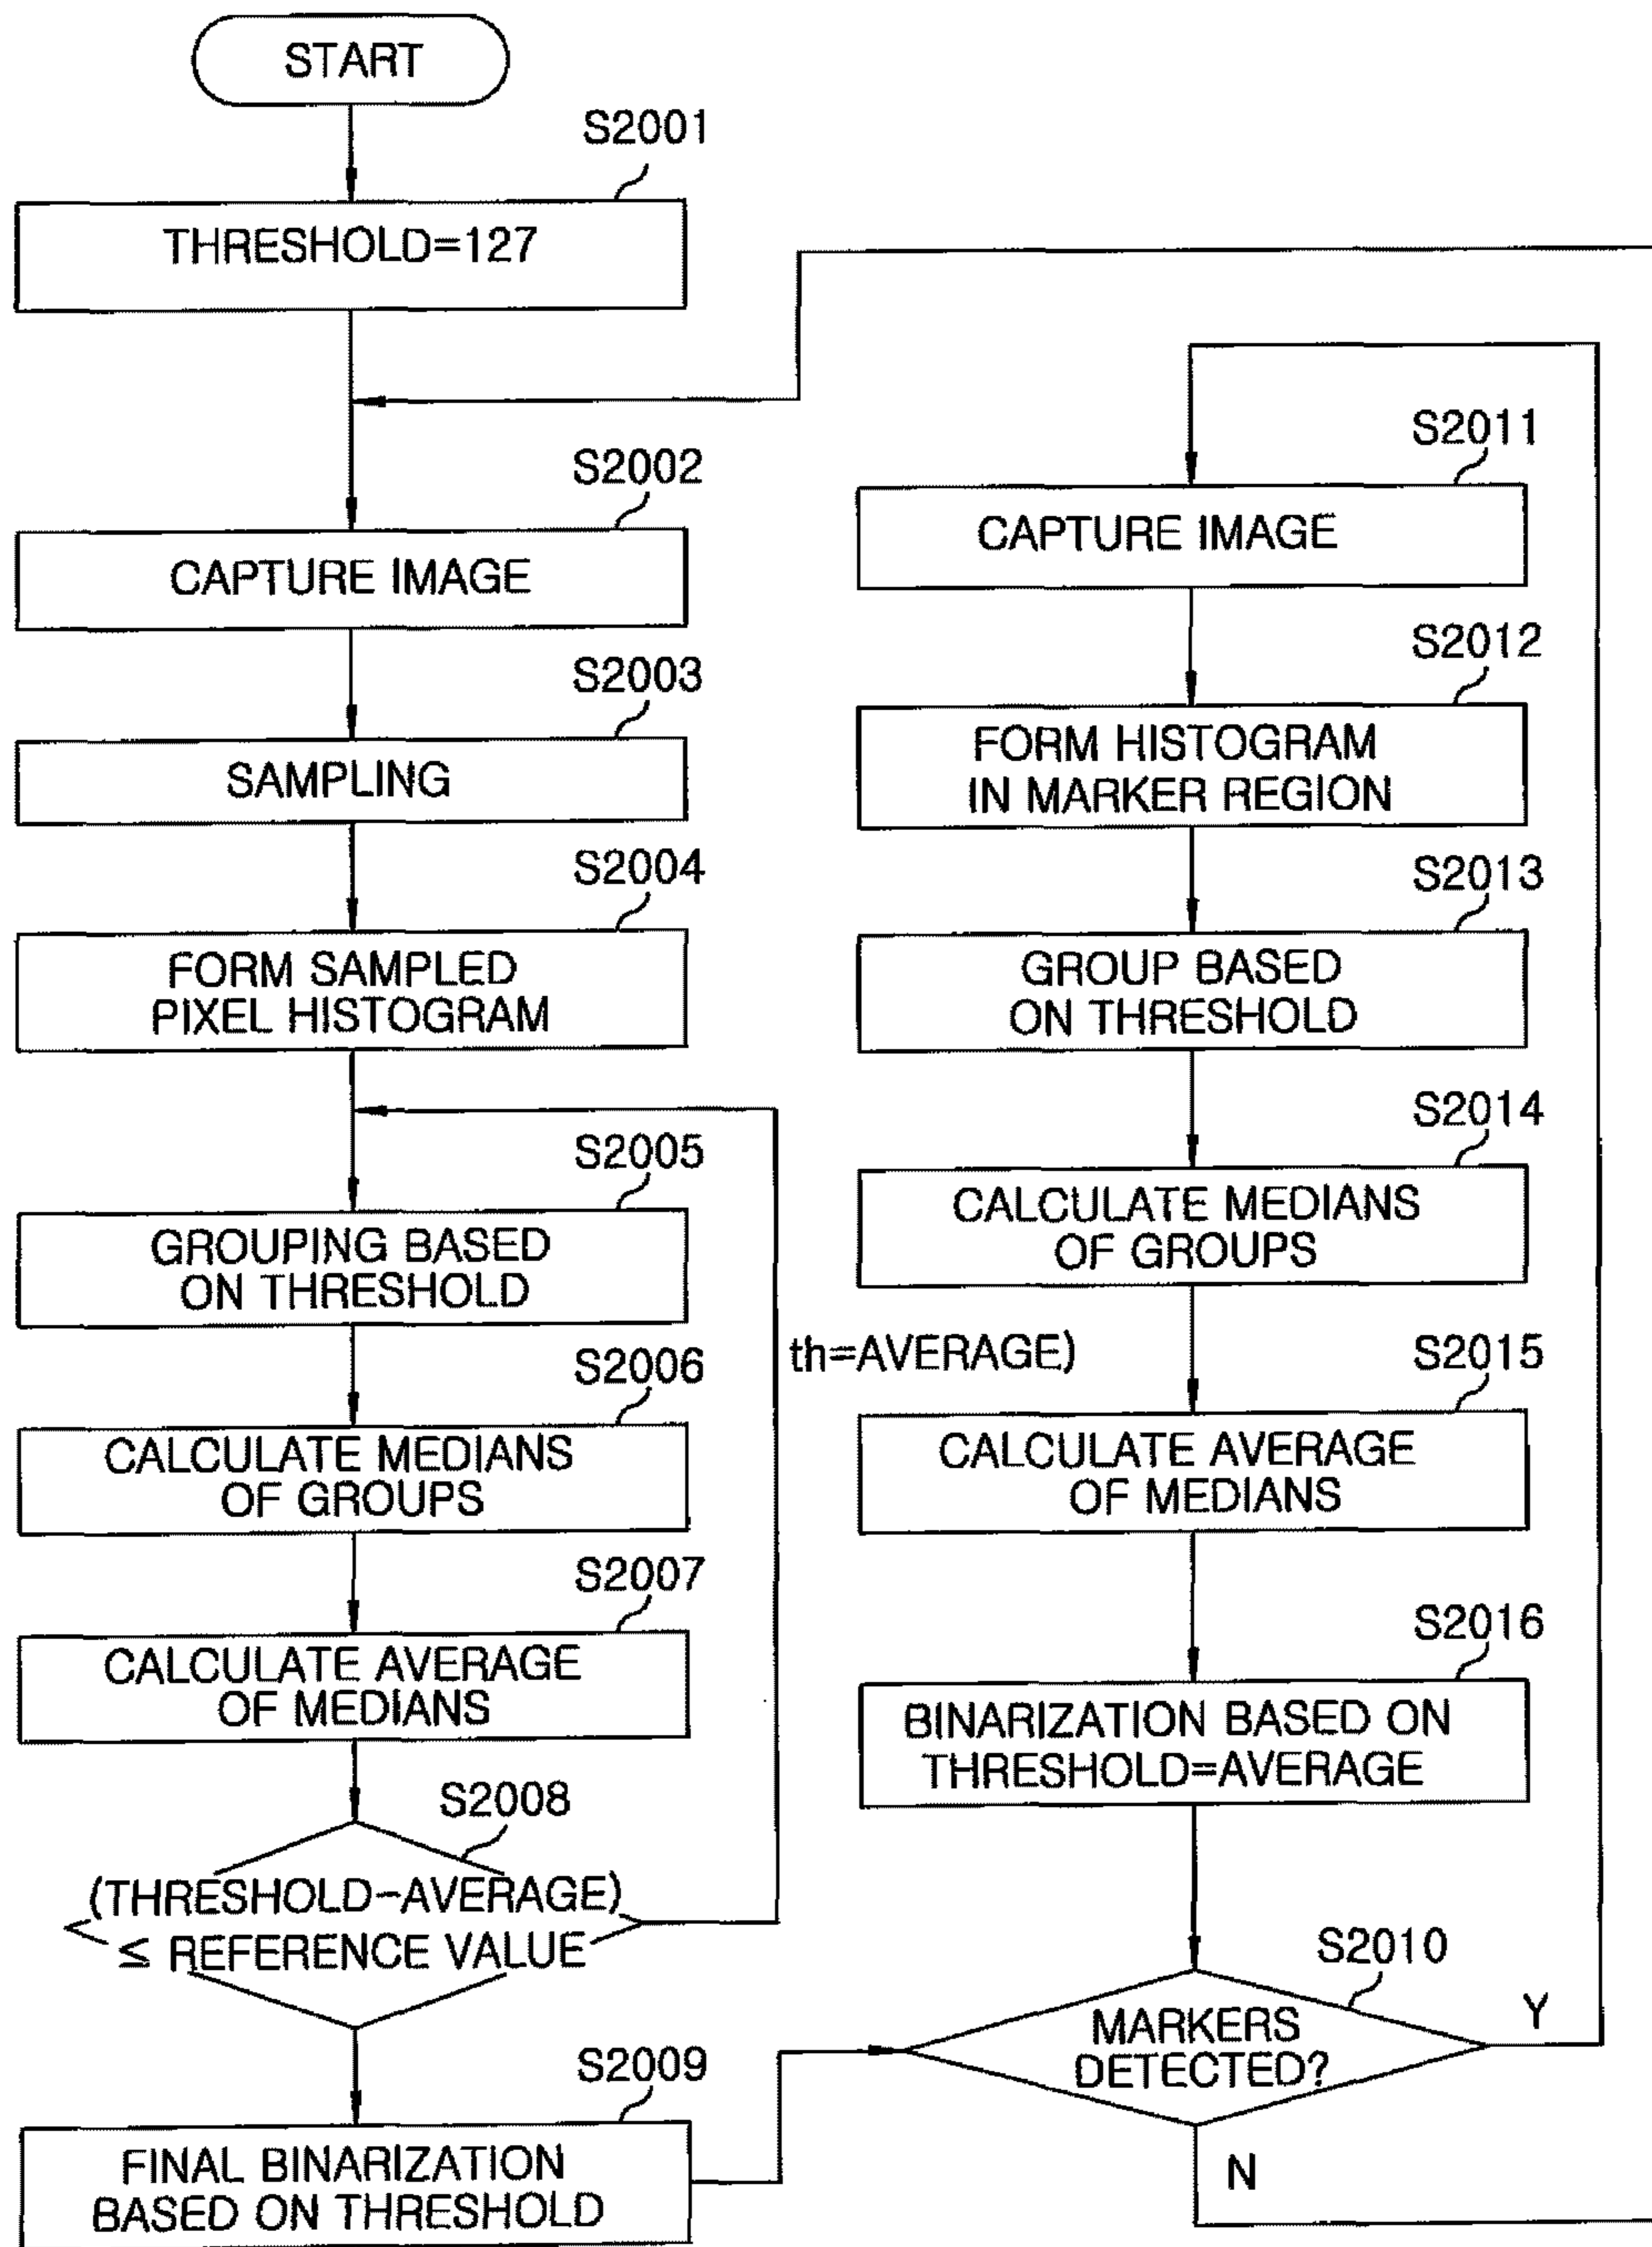 START
S2001
THRESHOLD=127
S2002
CAPTURE IMAGE
S2003
SAMPLING
S2004
FORM SAMPLED
PIXEL HISTOGRAM
S2005
GROUPING BASED
ON THRESHOLD
S2006
CALCULATE MEDIANS
OF GROUPS
S2007
CALCULATE AVERAGE
OF MEDIANS
S2008
(THRESHOLD-AVERAGE)
≤ REFERENCE VALUE
th=AVERAGE)
S2009
FINAL BINARIZATION
BASED ON THRESHOLD
S2011
CAPTURE IMAGE
S2012
FORM HISTOGRAM
IN MARKER REGION
S2013
GROUP BASED
ON THRESHOLD
S2014
CALCULATE MEDIANS
OF GROUPS
S2015
CALCULATE AVERAGE
OF MEDIANS
S2016
BINARIZATION BASED ON
THRESHOLD=AVERAGE
S2010
MARKERS
DETECTED?
Y
N